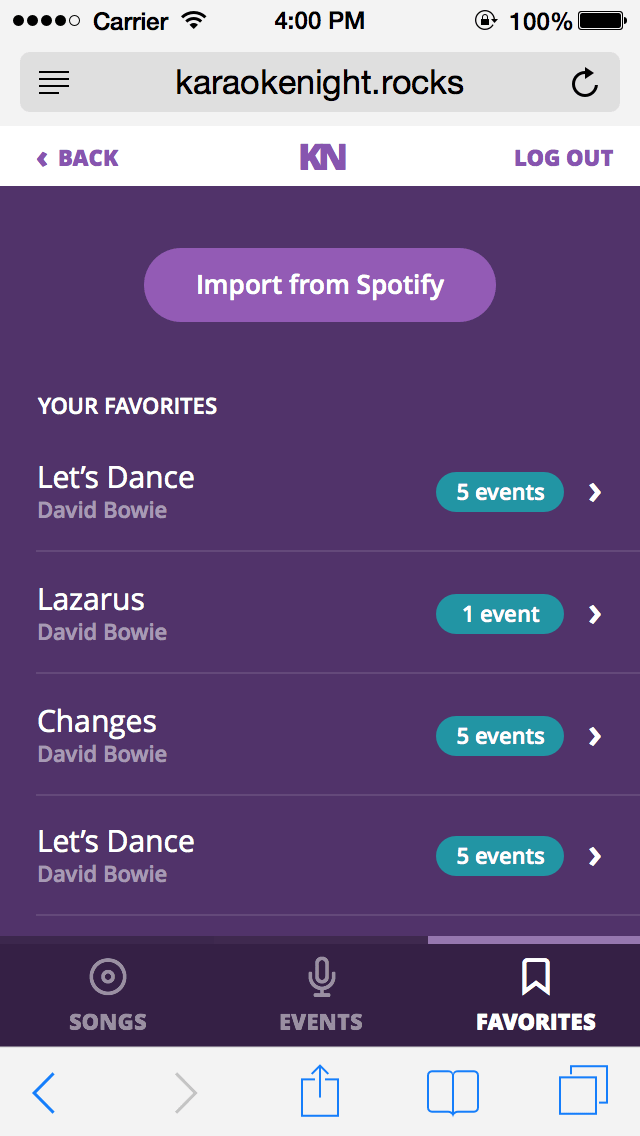 Carrier 4:00 PM 100%
karaokenight.rocks
BACK KN LOG OUT
Import from Spotify
YOUR FAVORITES
Let’s Dance
David Bowie
5 events
Lazarus
David Bowie
1 event
Changes
David Bowie
5 events
Let’s Dance
David Bowie
5 events
SONGS EVENTS FAVORITES